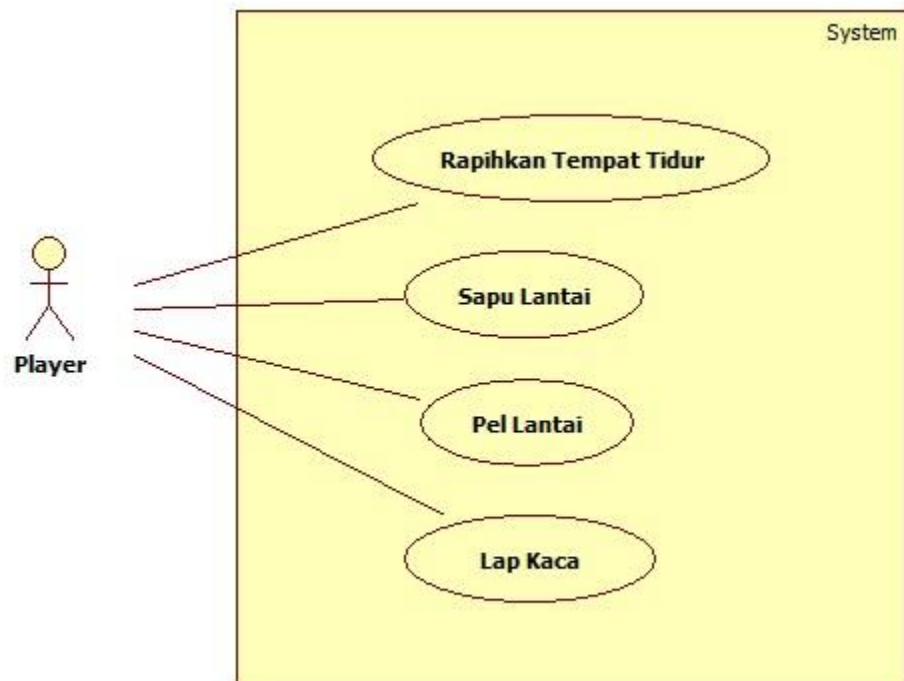 System
Rapihkan Tempat Tidur
Sapu Lantai
Player
Pel Lantai
Lap Kaca